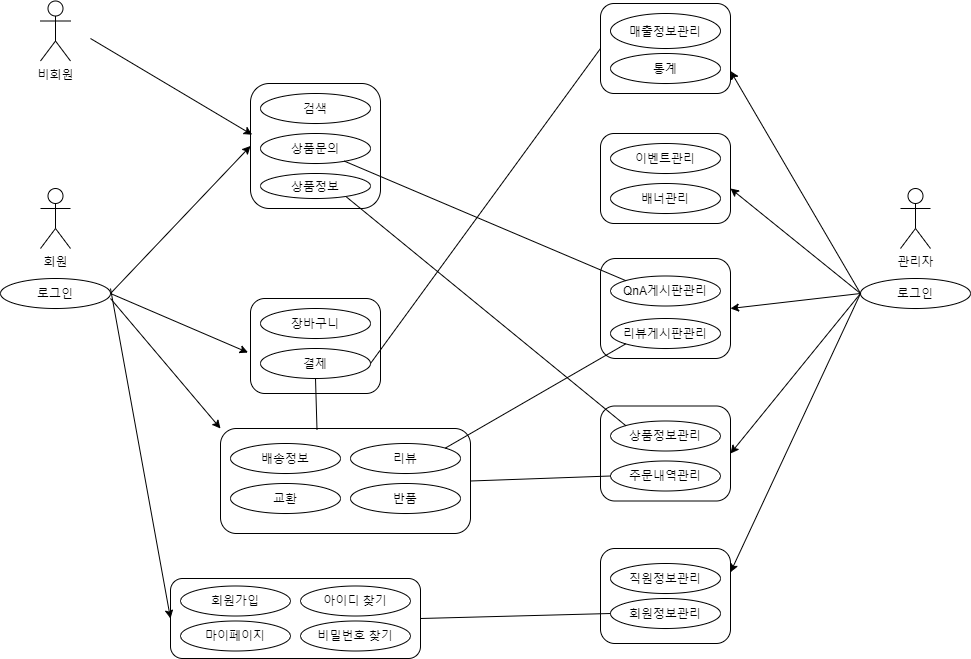 비회원
회원
로그인
검색
상품문의
상품정보
장바구니
결제
배송정보
리뷰
교환
반품
회원가입
아이디 찾기
마이페이지
비밀번호 찾기
매출정보관리
통계
이벤트관리
배너관리
QnA게시판관리
리뷰게시판관리
상품정보관리
주문내역관리
직원정보관리
회원정보관리
관리자
로그인